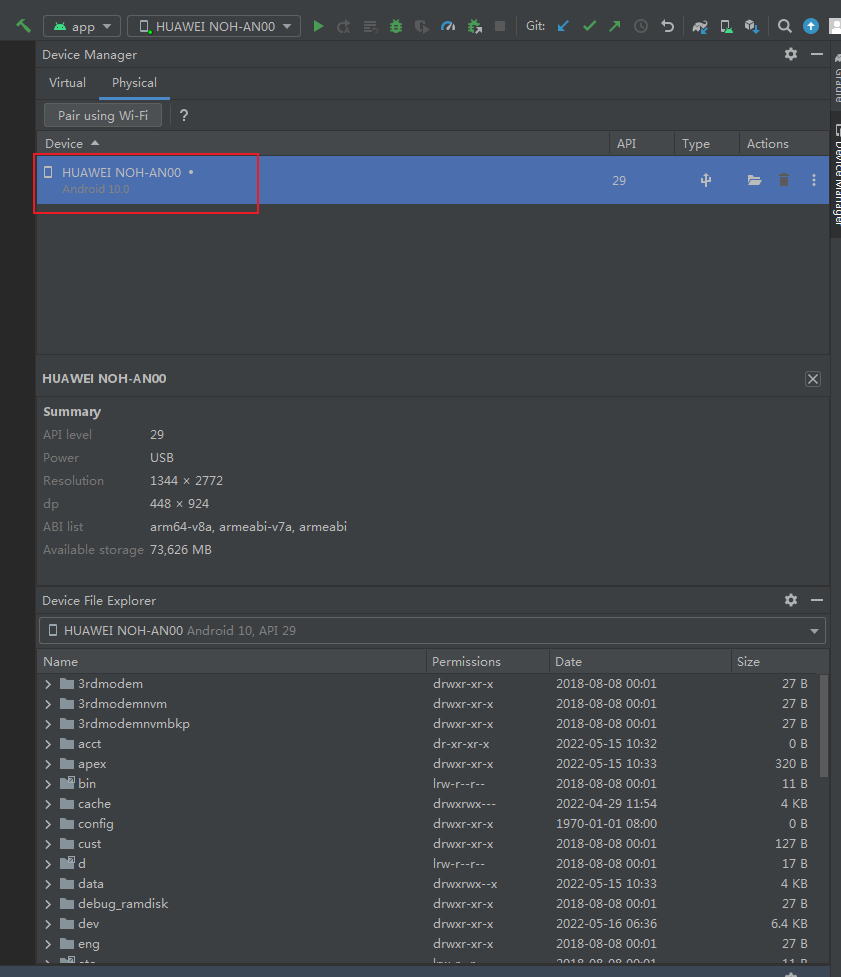 app HUAWEI NOH-AN00 Git:
Device Manager
Virtual Physical
Pair using Wi-Fi ?
Device API Type Actions
HUAWEI NOH-AN00 •
Android 10.0
29
Gradle
Device Manager
HUAWEI NOH-AN00
Summary
API level 29
Power USB
Resolution 1344 × 2772
dp 448 × 924
ABI list arm64-v8a, armeabi-v7a, armeabi
Available storage 73,626 MB
Device File Explorer
HUAWEI NOH-AN00 Android 10, API 29
Name Permissions Date Size
3rdmodem drwxr-xr-x 2018-08-08 00:01 27 B
3rdmodemnvm drwxr-xr-x 2018-08-08 00:01 27 B
3rdmodemnvmbkp drwxr-xr-x 2018-08-08 00:01 27 B
acct dr-xr-xr-x 2022-05-15 10:32 0 B
apex drwxr-xr-x 2022-05-15 10:33 320 B
bin lrw-r--r-- 2018-08-08 00:01 11 B
cache drwxrwx--- 2022-04-29 11:54 4 KB
config drwxr-xr-x 1970-01-01 08:00 0 B
cust drwxr-xr-x 2018-08-08 00:01 127 B
d lrw-r--r-- 2018-08-08 00:01 17 B
data drwxrwx--x 2022-05-15 10:33 4 KB
debug_ramdisk drwxr-xr-x 2018-08-08 00:01 27 B
dev drwxr-xr-x 2022-05-16 06:36 6.4 KB
eng drwxr-xr-x 2018-08-08 00:01 27 B